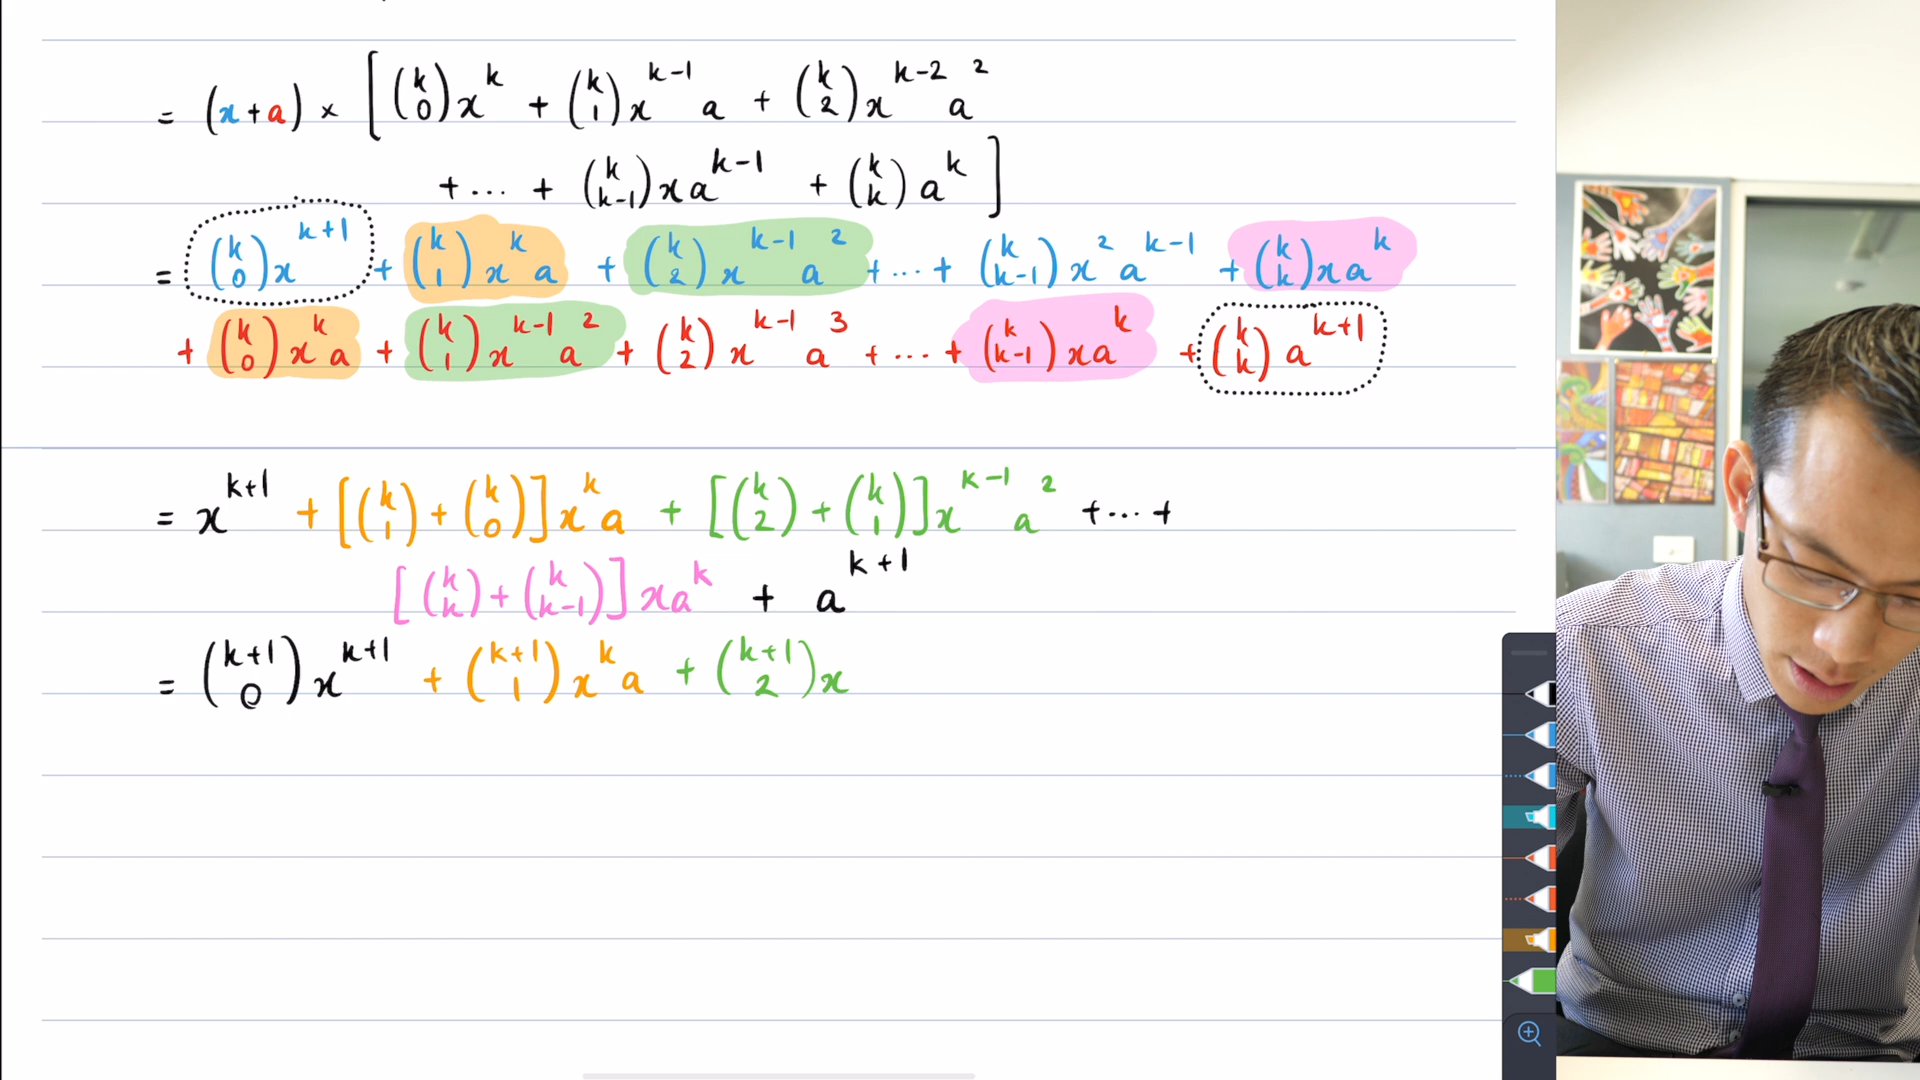 = (x + a) × [ (k 0) x^k + (k 1) x^{k-1} a + (k 2) x^{k-2} a^2
+ ... + (k k-1) x a^{k-1} + (k k) a^k ]
= (k 0) x^{k+1} + (k 1) x^k a + (k 2) x^{k-1} a^2 + ... + (k k-1) x^2 a^{k-1} + (k k) x a^k
+ (k 0) x^k a + (k 1) x^{k-1} a^2 + (k 2) x^{k-1} a^3 + ... + (k k-1) x a^k + (k k) a^{k+1}
= x^{k+1} + [(k 1) + (k 0)] x^k a + [(k 2) + (k 1)] x^{k-1} a^2 + ... +
[(k k) + (k k-1)] x a^k + a^{k+1}
= (k+1 0) x^{k+1} + (k+1 1) x^k a + (k+1 2) x